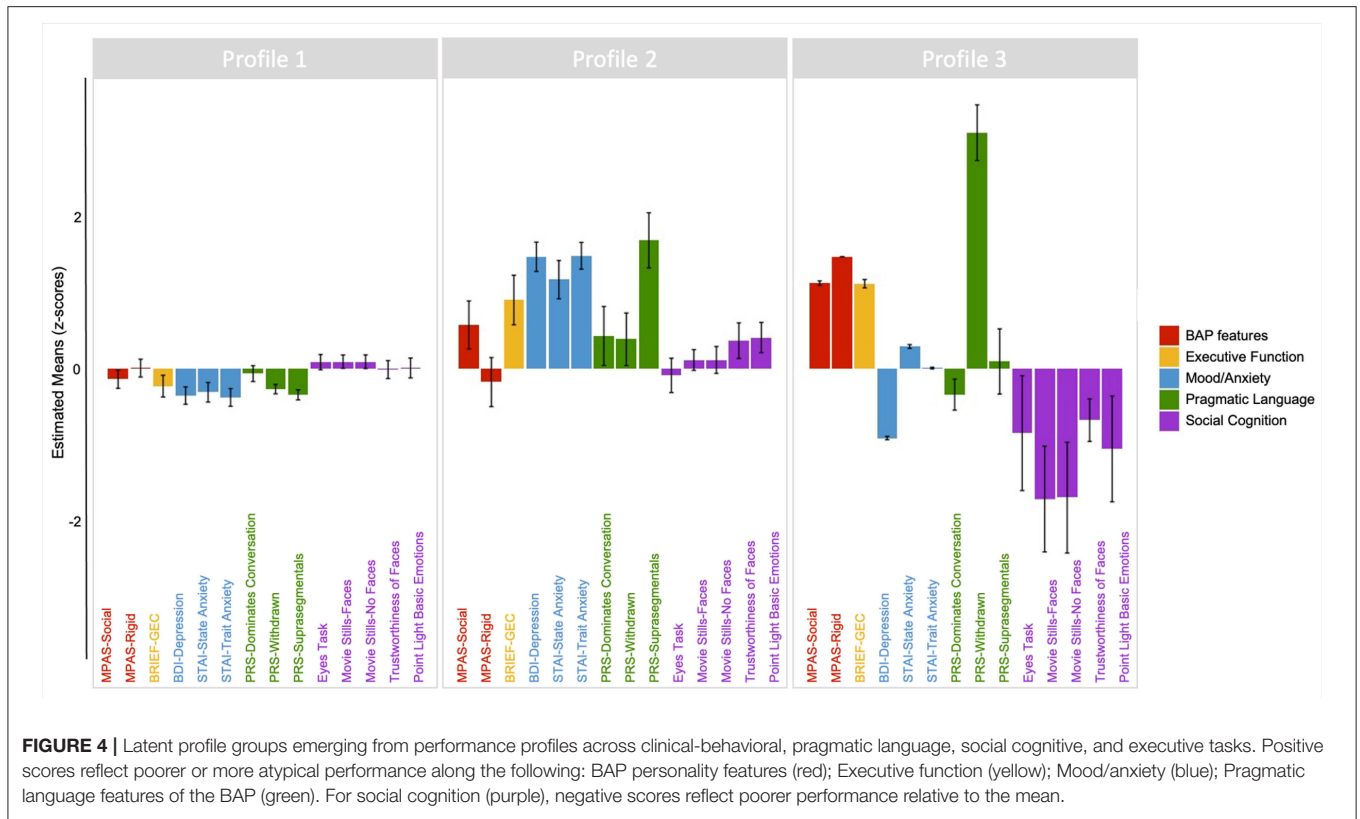 Profile 1
Profile 2
Profile 3
Estimated Means (z-scores)
2
0
-2
MPAS-Social
MPAS-Rigid
BRIEF-GEC
BDI-Depression
STAI-State Anxiety
STAI-Trait Anxiety
PRS-Dominates Conversation
PRS-Withdrawn
PRS-Suprasegmentals
Eyes Task
Movie Stills-Faces
Movie Stills-No Faces
Trustworthiness of Faces
Point Light Basic Emotions
MPAS-Social
MPAS-Rigid
BRIEF-GEC
BDI-Depression
STAI-State Anxiety
STAI-Trait Anxiety
PRS-Dominates Conversation
PRS-Withdrawn
PRS-Suprasegmentals
Eyes Task
Movie Stills-Faces
Movie Stills-No Faces
Trustworthiness of Faces
Point Light Basic Emotions
MPAS-Social
MPAS-Rigid
BRIEF-GEC
BDI-Depression
STAI-State Anxiety
STAI-Trait Anxiety
PRS-Dominates Conversation
PRS-Withdrawn
PRS-Suprasegmentals
Eyes Task
Movie Stills-Faces
Movie Stills-No Faces
Trustworthiness of Faces
Point Light Basic Emotions
BAP features
Executive Function
Mood/Anxiety
Pragmatic Language
Social Cognition
FIGURE 4 | Latent profile groups emerging from performance profiles across clinical-behavioral, pragmatic language, social cognitive, and executive tasks. Positive
scores reflect poorer or more atypical performance along the following: BAP personality features (red); Executive function (yellow); Mood/anxiety (blue); Pragmatic
language features of the BAP (green). For social cognition (purple), negative scores reflect poorer performance relative to the mean.